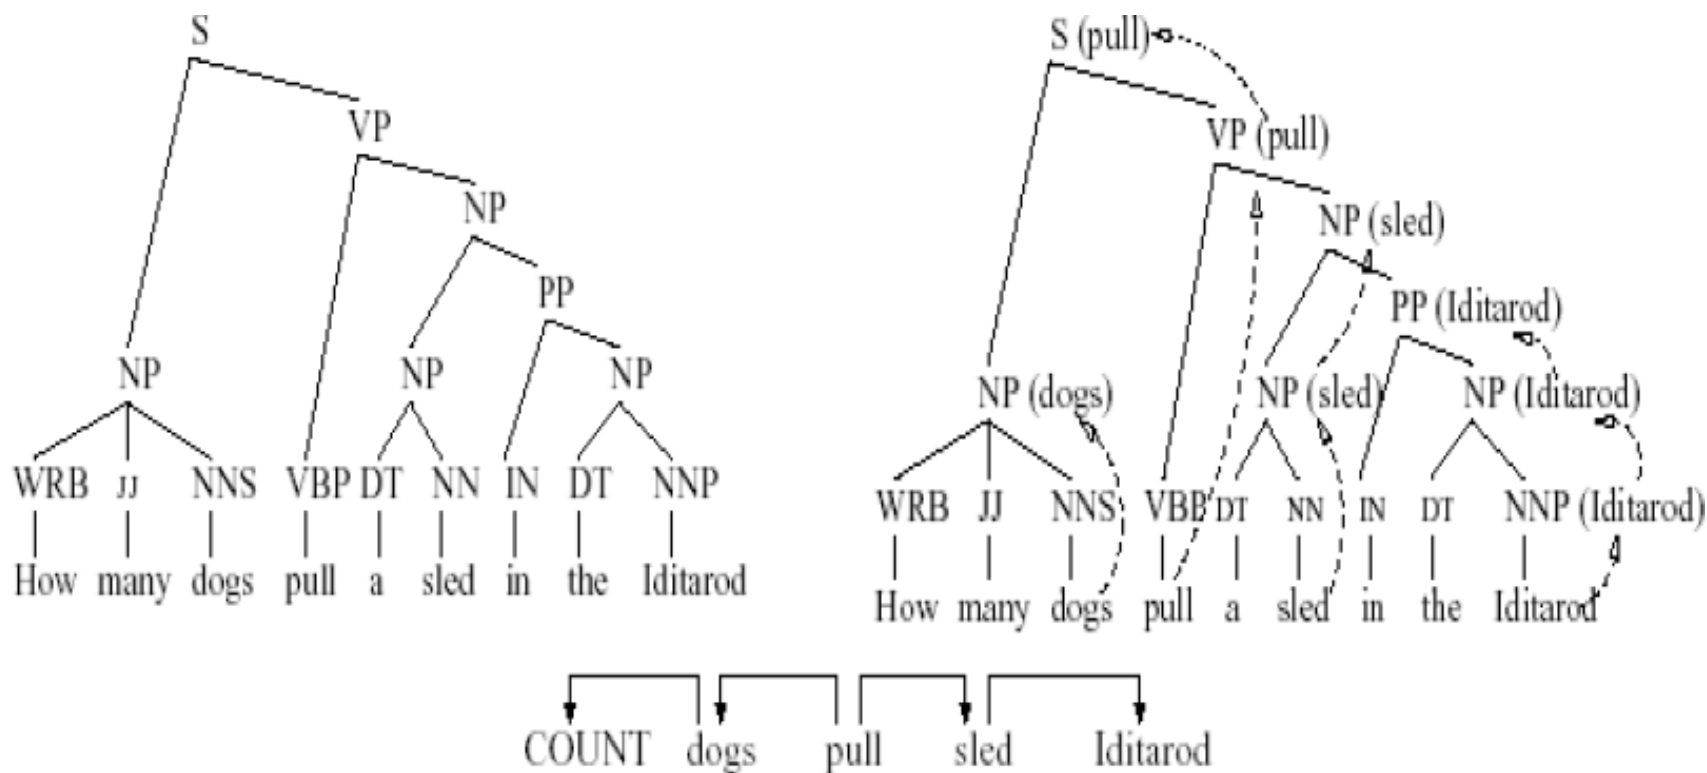 S
VP
NP
PP
NP NP NP
WRB JJ NNS VBP DT NN IN DT NNP
How many dogs pull a sled in the Iditarod
S (pull)
VP (pull)
NP (sled)
PP (Iditarod)
NP (dogs) NP (sled) NP (Iditarod)
WRB JJ NNS VBP DT NN IN DT NNP (Iditarod)
How many dogs pull a sled in the Iditarod
COUNT dogs pull sled Iditarod